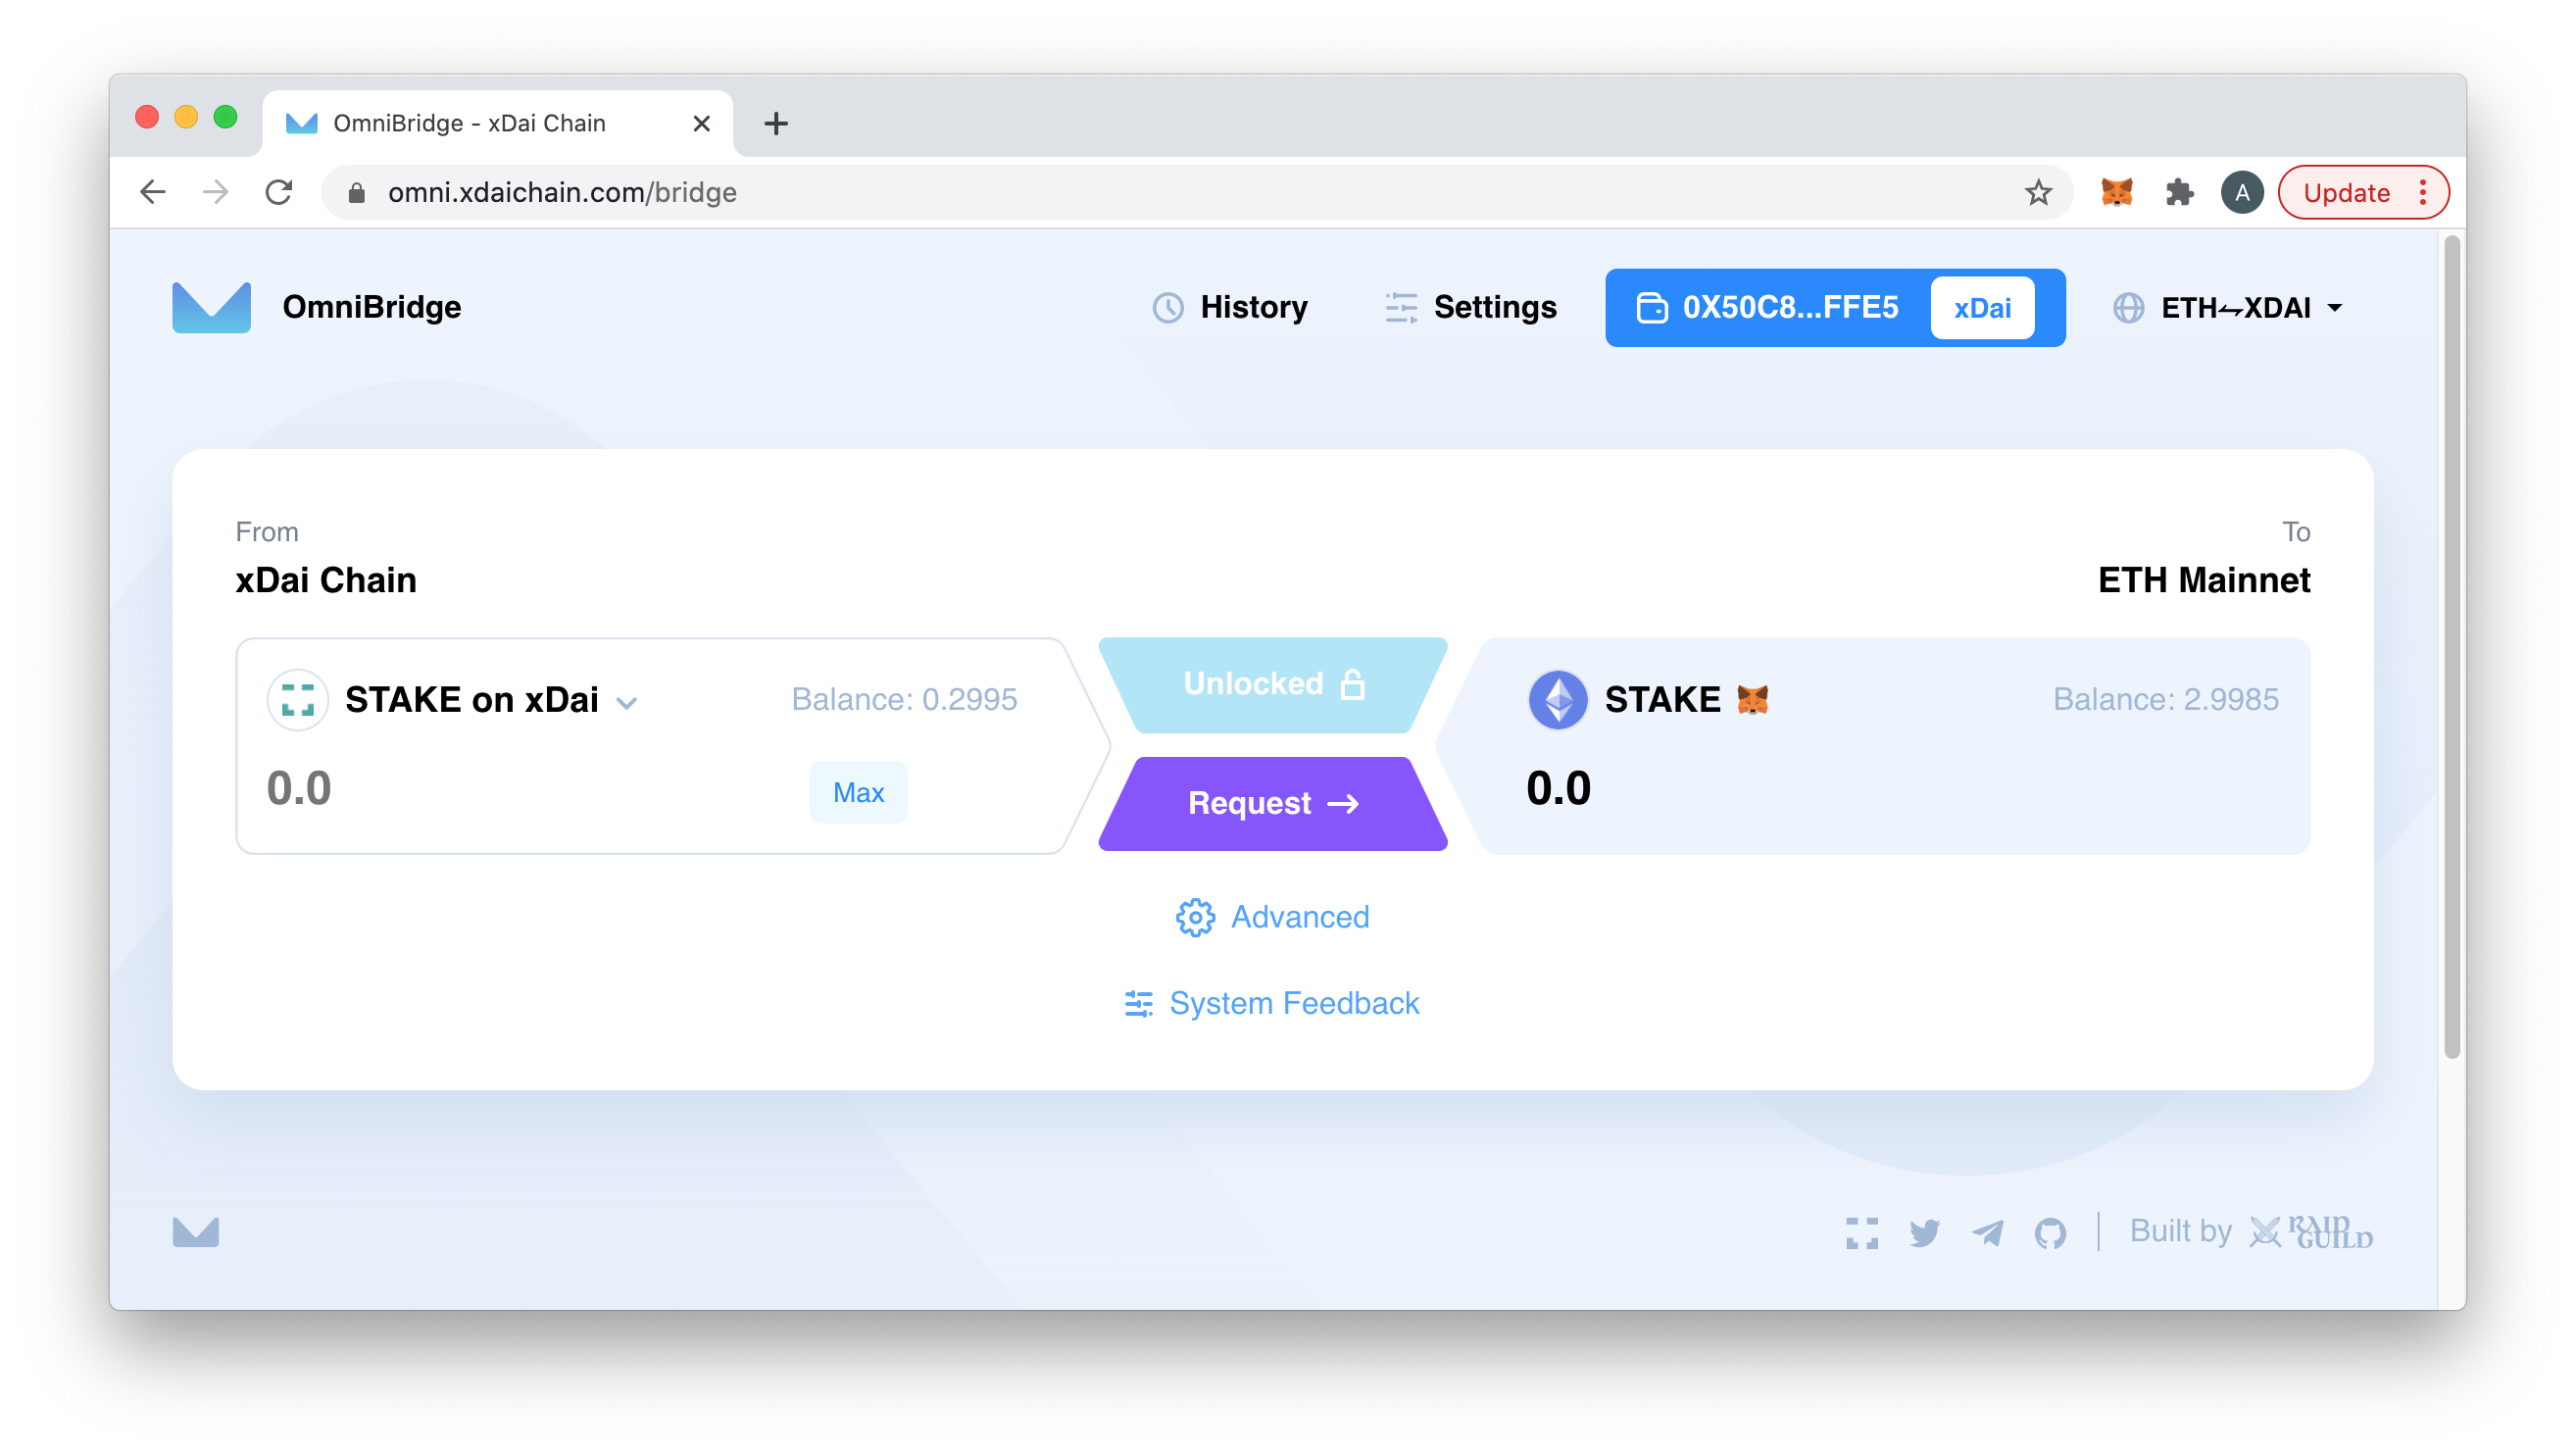 OmniBridge - xDai Chain
omni.xdaichain.com/bridge
A
Update
OmniBridge
History
Settings
0X50C8...FFE5
xDai
ETH⇋XDAI
From
To
xDai Chain
ETH Mainnet
STAKE on xDai
Balance: 0.2995
Unlocked
STAKE
Balance: 2.9985
0.0
Max
Request →
0.0
Advanced
System Feedback
Built by
RAID
GUILD